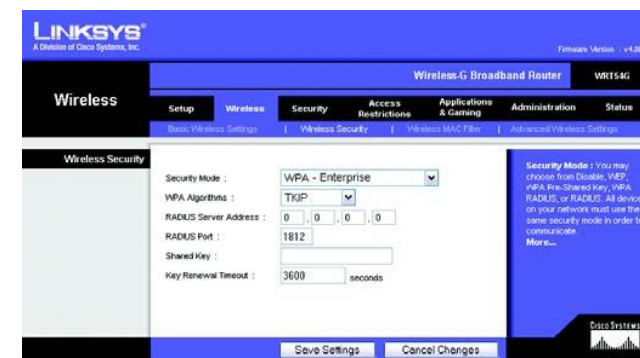 LINKSYS®
A Division of Cisco Systems, Inc.
Firmware Version : v4.00
Wireless-G Broadband Router
WRT54G
Wireless
Setup
Wireless
Security
Access Restrictions
Applications & Gaming
Administration
Status
Basic Wireless Settings | Wireless Security | Wireless MAC Filter | Advanced Wireless Settings
Wireless Security
Security Mode : WPA - Enterprise
WPA Algorithms : TKIP
RADIUS Server Address : 0 . 0 . 0 . 0
RADIUS Port : 1812
Shared Key :
Key Renewal Timeout : 3600 seconds
Security Mode : You may
choose from Disable, WEP,
WPA Pre-Shared Key, WPA
RADIUS, or RADIUS. All device
on your network must use the
same security mode in order to
communicate.
More...
Save Settings
Cancel Changes
CISCO SYSTEMS